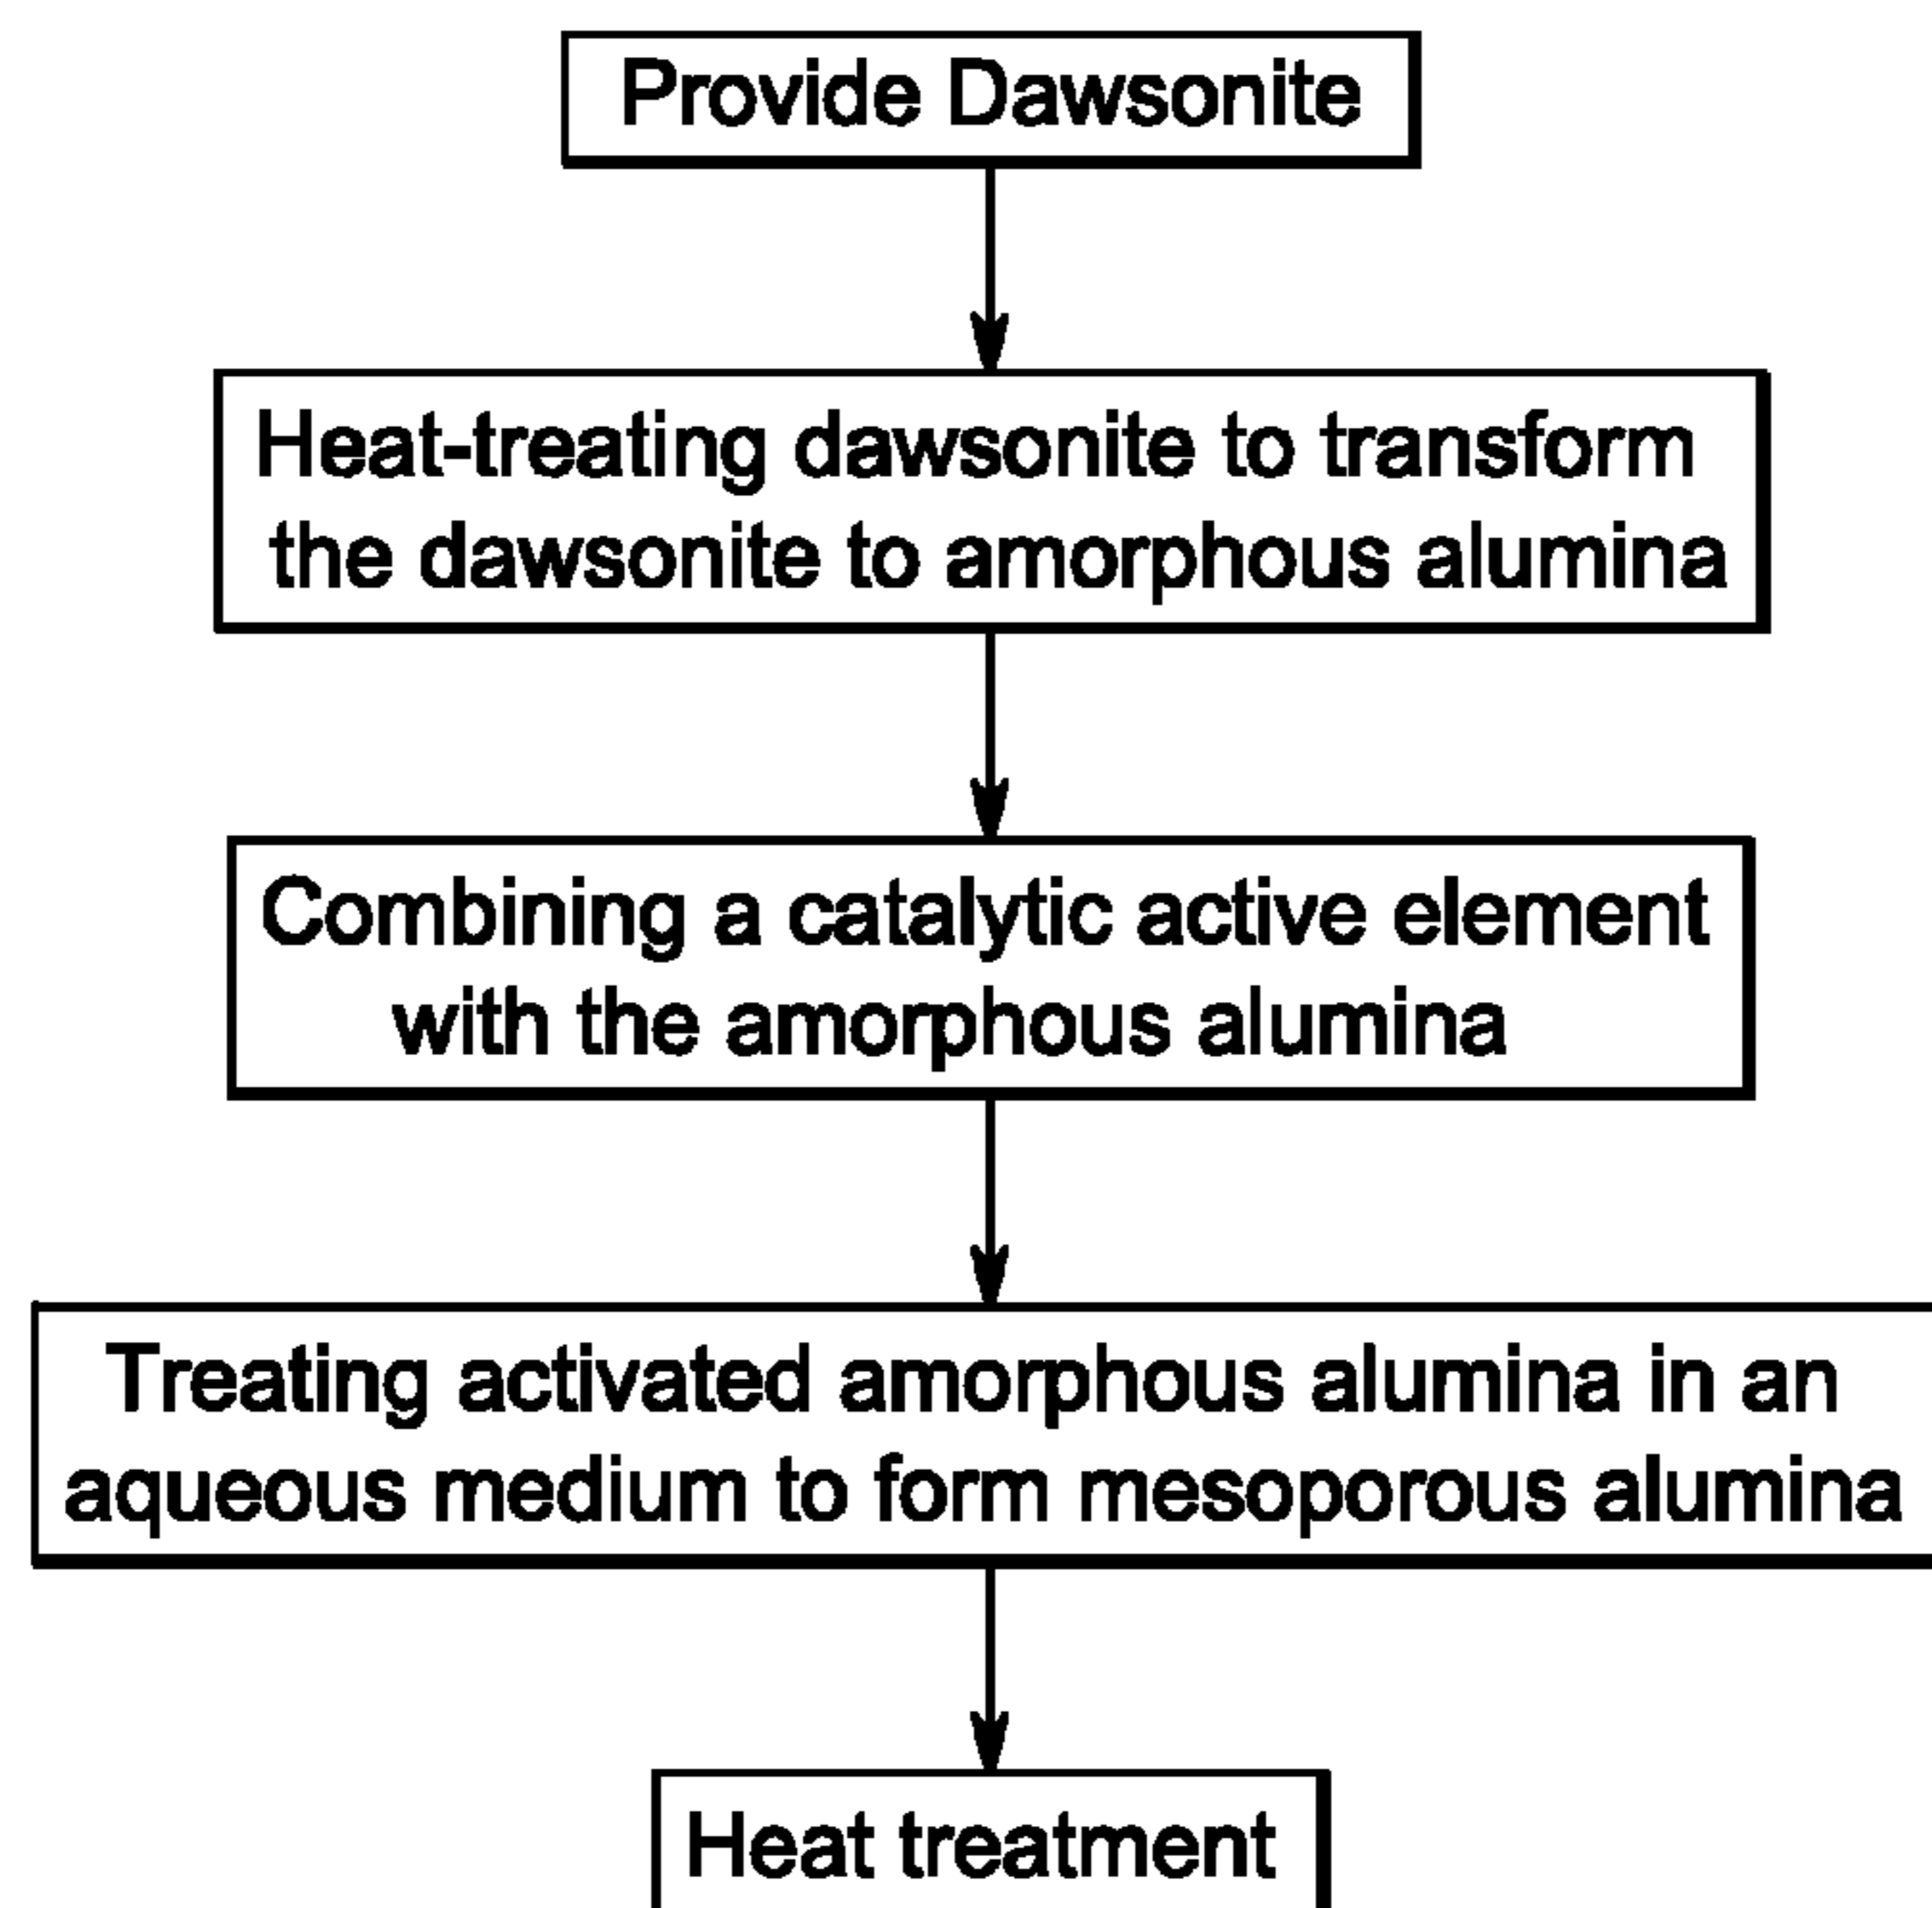 Provide Dawsonite
Heat-treating dawsonite to transform
the dawsonite to amorphous alumina
Combining a catalytic active element
with the amorphous alumina
Treating activated amorphous alumina in an
aqueous medium to form mesoporous alumina
Heat treatment